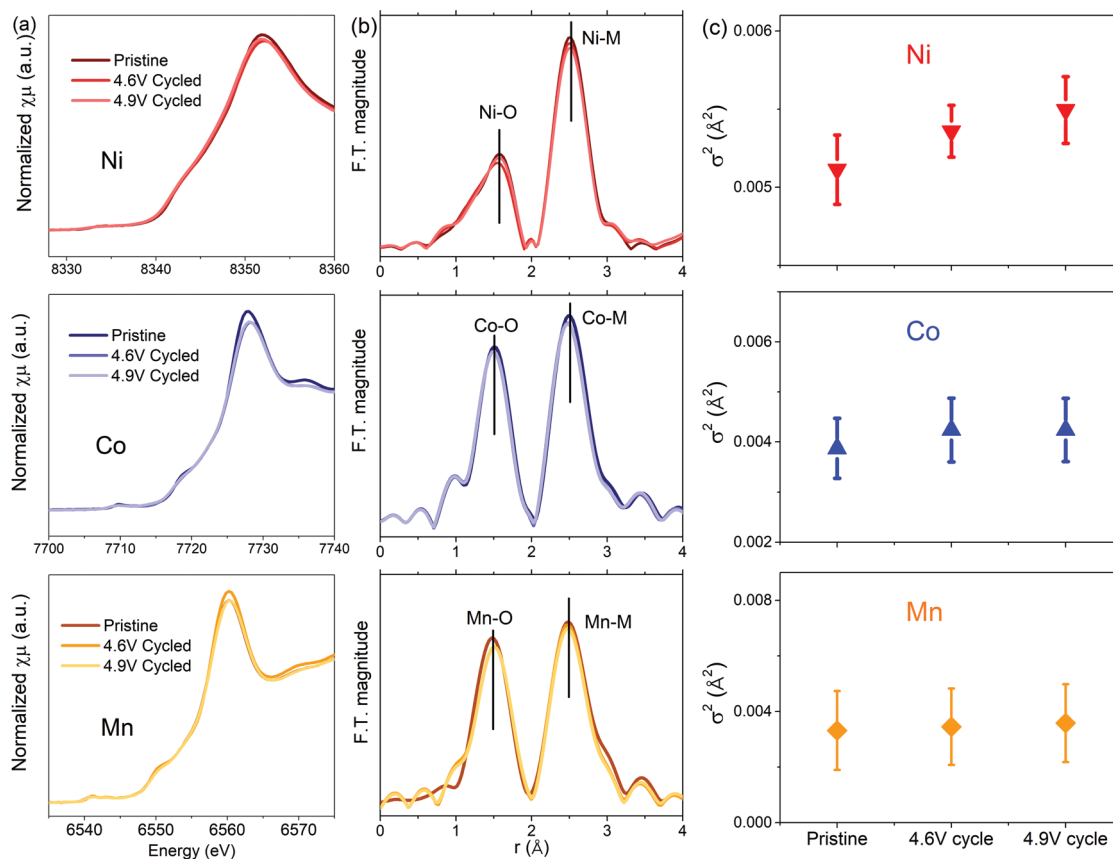 (a)
Normalized χμ (a.u.)
Pristine
4.6V Cycled
4.9V Cycled
Ni
8330 8340 8350 8360
(b)
F.T. magnitude
Ni-O
Ni-M
0 1 2 3 4
(c)
0.006
0.005
σ² (Å²)
Ni
Normalized χμ (a.u.)
Pristine
4.6V Cycled
4.9V Cycled
Co
7700 7710 7720 7730 7740
F.T. magnitude
Co-O
Co-M
0 1 2 3 4
0.006
0.004
0.002
σ² (Å²)
Co
Normalized χμ (a.u.)
Pristine
4.6V Cycled
4.9V Cycled
Mn
6540 6550 6560 6570
Energy (eV)
F.T. magnitude
Mn-O
Mn-M
0 1 2 3 4
r (Å)
0.008
0.004
0.000
σ² (Å²)
Mn
Pristine 4.6V cycle 4.9V cycle